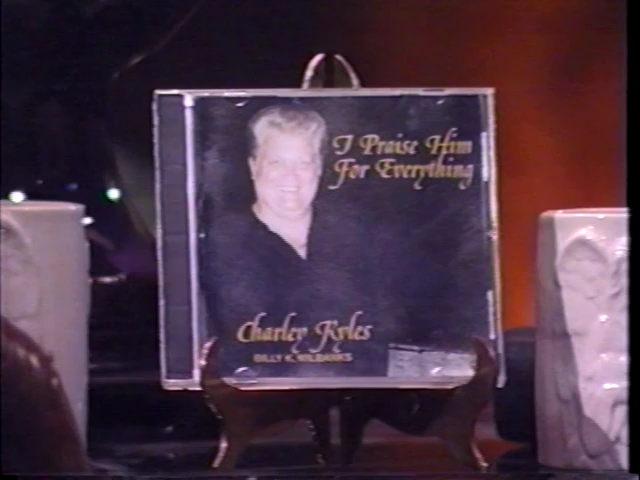 I Praise Him
For Everything
Charley Kyles
BILLY K. WILBANKS